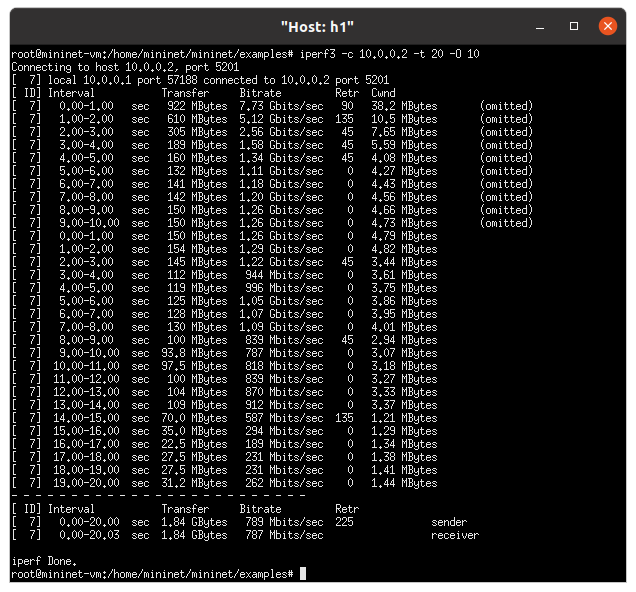 "Host: h1"
root@mininet-vm:/home/mininet/mininet/examples# iperf3 -c 10.0.0.2 -t 20 -O 10
Connecting to host 10.0.0.2, port 5201
[  7] local 10.0.0.1 port 57188 connected to 10.0.0.2 port 5201
[ ID] Interval           Transfer     Bitrate         Retr  Cwnd
[  7]   0.00-1.00   sec   922 MBytes  7.73 Gbits/sec   90   38.2 MBytes       (omitted)
[  7]   1.00-2.00   sec   610 MBytes  5.12 Gbits/sec  135   10.5 MBytes       (omitted)
[  7]   2.00-3.00   sec   305 MBytes  2.56 Gbits/sec   45   7.65 MBytes       (omitted)
[  7]   3.00-4.00   sec   189 MBytes  1.58 Gbits/sec   45   5.59 MBytes       (omitted)
[  7]   4.00-5.00   sec   160 MBytes  1.34 Gbits/sec   45   4.08 MBytes       (omitted)
[  7]   5.00-6.00   sec   132 MBytes  1.11 Gbits/sec    0   4.27 MBytes       (omitted)
[  7]   6.00-7.00   sec   141 MBytes  1.18 Gbits/sec    0   4.43 MBytes       (omitted)
[  7]   7.00-8.00   sec   142 MBytes  1.20 Gbits/sec    0   4.56 MBytes       (omitted)
[  7]   8.00-9.00   sec   150 MBytes  1.26 Gbits/sec    0   4.66 MBytes       (omitted)
[  7]   9.00-10.00  sec   150 MBytes  1.26 Gbits/sec    0   4.73 MBytes       (omitted)
[  7]   0.00-1.00   sec   150 MBytes  1.26 Gbits/sec    0   4.79 MBytes
[  7]   1.00-2.00   sec   154 MBytes  1.29 Gbits/sec    0   4.82 MBytes
[  7]   2.00-3.00   sec   145 MBytes  1.22 Gbits/sec   45   3.44 MBytes
[  7]   3.00-4.00   sec   112 MBytes   944 Mbits/sec    0   3.61 MBytes
[  7]   4.00-5.00   sec   119 MBytes   996 Mbits/sec    0   3.75 MBytes
[  7]   5.00-6.00   sec   125 MBytes  1.05 Gbits/sec    0   3.86 MBytes
[  7]   6.00-7.00   sec   128 MBytes  1.07 Gbits/sec    0   3.95 MBytes
[  7]   7.00-8.00   sec   130 MBytes  1.09 Gbits/sec    0   4.01 MBytes
[  7]   8.00-9.00   sec   100 MBytes   839 Mbits/sec   45   2.94 MBytes
[  7]   9.00-10.00  sec  93.8 MBytes   787 Mbits/sec    0   3.07 MBytes
[  7]  10.00-11.00  sec  97.5 MBytes   818 Mbits/sec    0   3.18 MBytes
[  7]  11.00-12.00  sec   100 MBytes   839 Mbits/sec    0   3.27 MBytes
[  7]  12.00-13.00  sec   104 MBytes   870 Mbits/sec    0   3.33 MBytes
[  7]  13.00-14.00  sec   109 MBytes   912 Mbits/sec    0   3.37 MBytes
[  7]  14.00-15.00  sec  70.0 MBytes   587 Mbits/sec  135   1.21 MBytes
[  7]  15.00-16.00  sec  35.0 MBytes   294 Mbits/sec    0   1.29 MBytes
[  7]  16.00-17.00  sec  22.5 MBytes   189 Mbits/sec    0   1.34 MBytes
[  7]  17.00-18.00  sec  27.5 MBytes   231 Mbits/sec    0   1.38 MBytes
[  7]  18.00-19.00  sec  27.5 MBytes   231 Mbits/sec    0   1.41 MBytes
[  7]  19.00-20.00  sec  31.2 MBytes   262 Mbits/sec    0   1.44 MBytes
- - - - - - - - - - - - - - - - - - - - - - - - -
[ ID] Interval           Transfer     Bitrate         Retr
[  7]   0.00-20.00  sec  1.84 GBytes   789 Mbits/sec  225             sender
[  7]   0.00-20.03  sec  1.84 GBytes   787 Mbits/sec                  receiver
iperf Done.
root@mininet-vm:/home/mininet/mininet/examples#